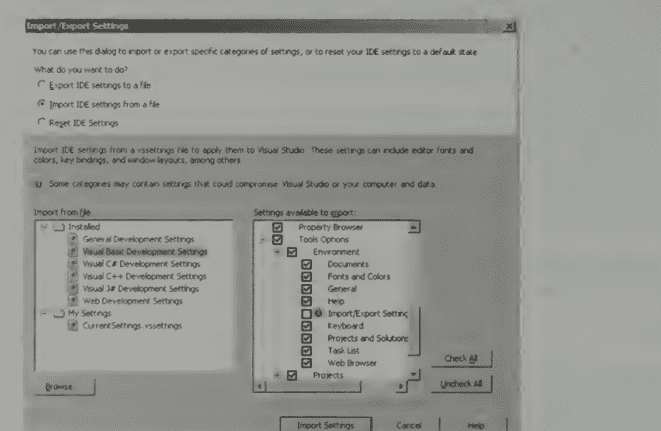 Import/Export Settings
You can use this dialog to import or export specific categories of settings, or to reset your IDE settings to a default state
What do you want to do?
Export IDE settings to a file
Import IDE settings from a file
Reset IDE Settings
Import IDE settings from a vssettings file to apply them to Visual Studio. These settings can include editor fonts and
colors, key bindings, and window layouts, among others
Some categories may contain settings that could compromise Visual Studio or your computer and data.
Import from file
Installed
General Development Settings
Visual Basic Development Settings
Visual C# Development Settings
Visual C++ Development Settings
Visual J# Development Settings
Web Development Settings
My Settings
CurrentSettings.vssettings
Browse.
Settings available to import:
Property Browser
Tools Options
Environment
Documents
Fonts and Colors
General
Help
Import/Export Setting
Keyboard
Projects and Solutions
Task List
Web Browser
Projects
Check All
Uncheck All
Import Settings
Cancel
Help